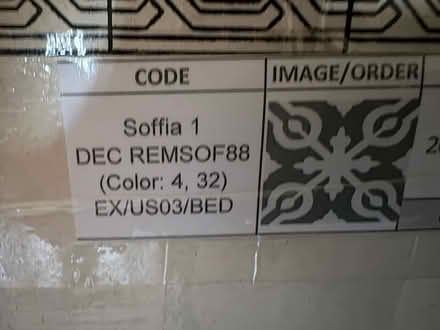 CODE IMAGE/ORDER
Soffia 1
DEC REMSOF88
(Color: 4, 32)
EX/US03/BED